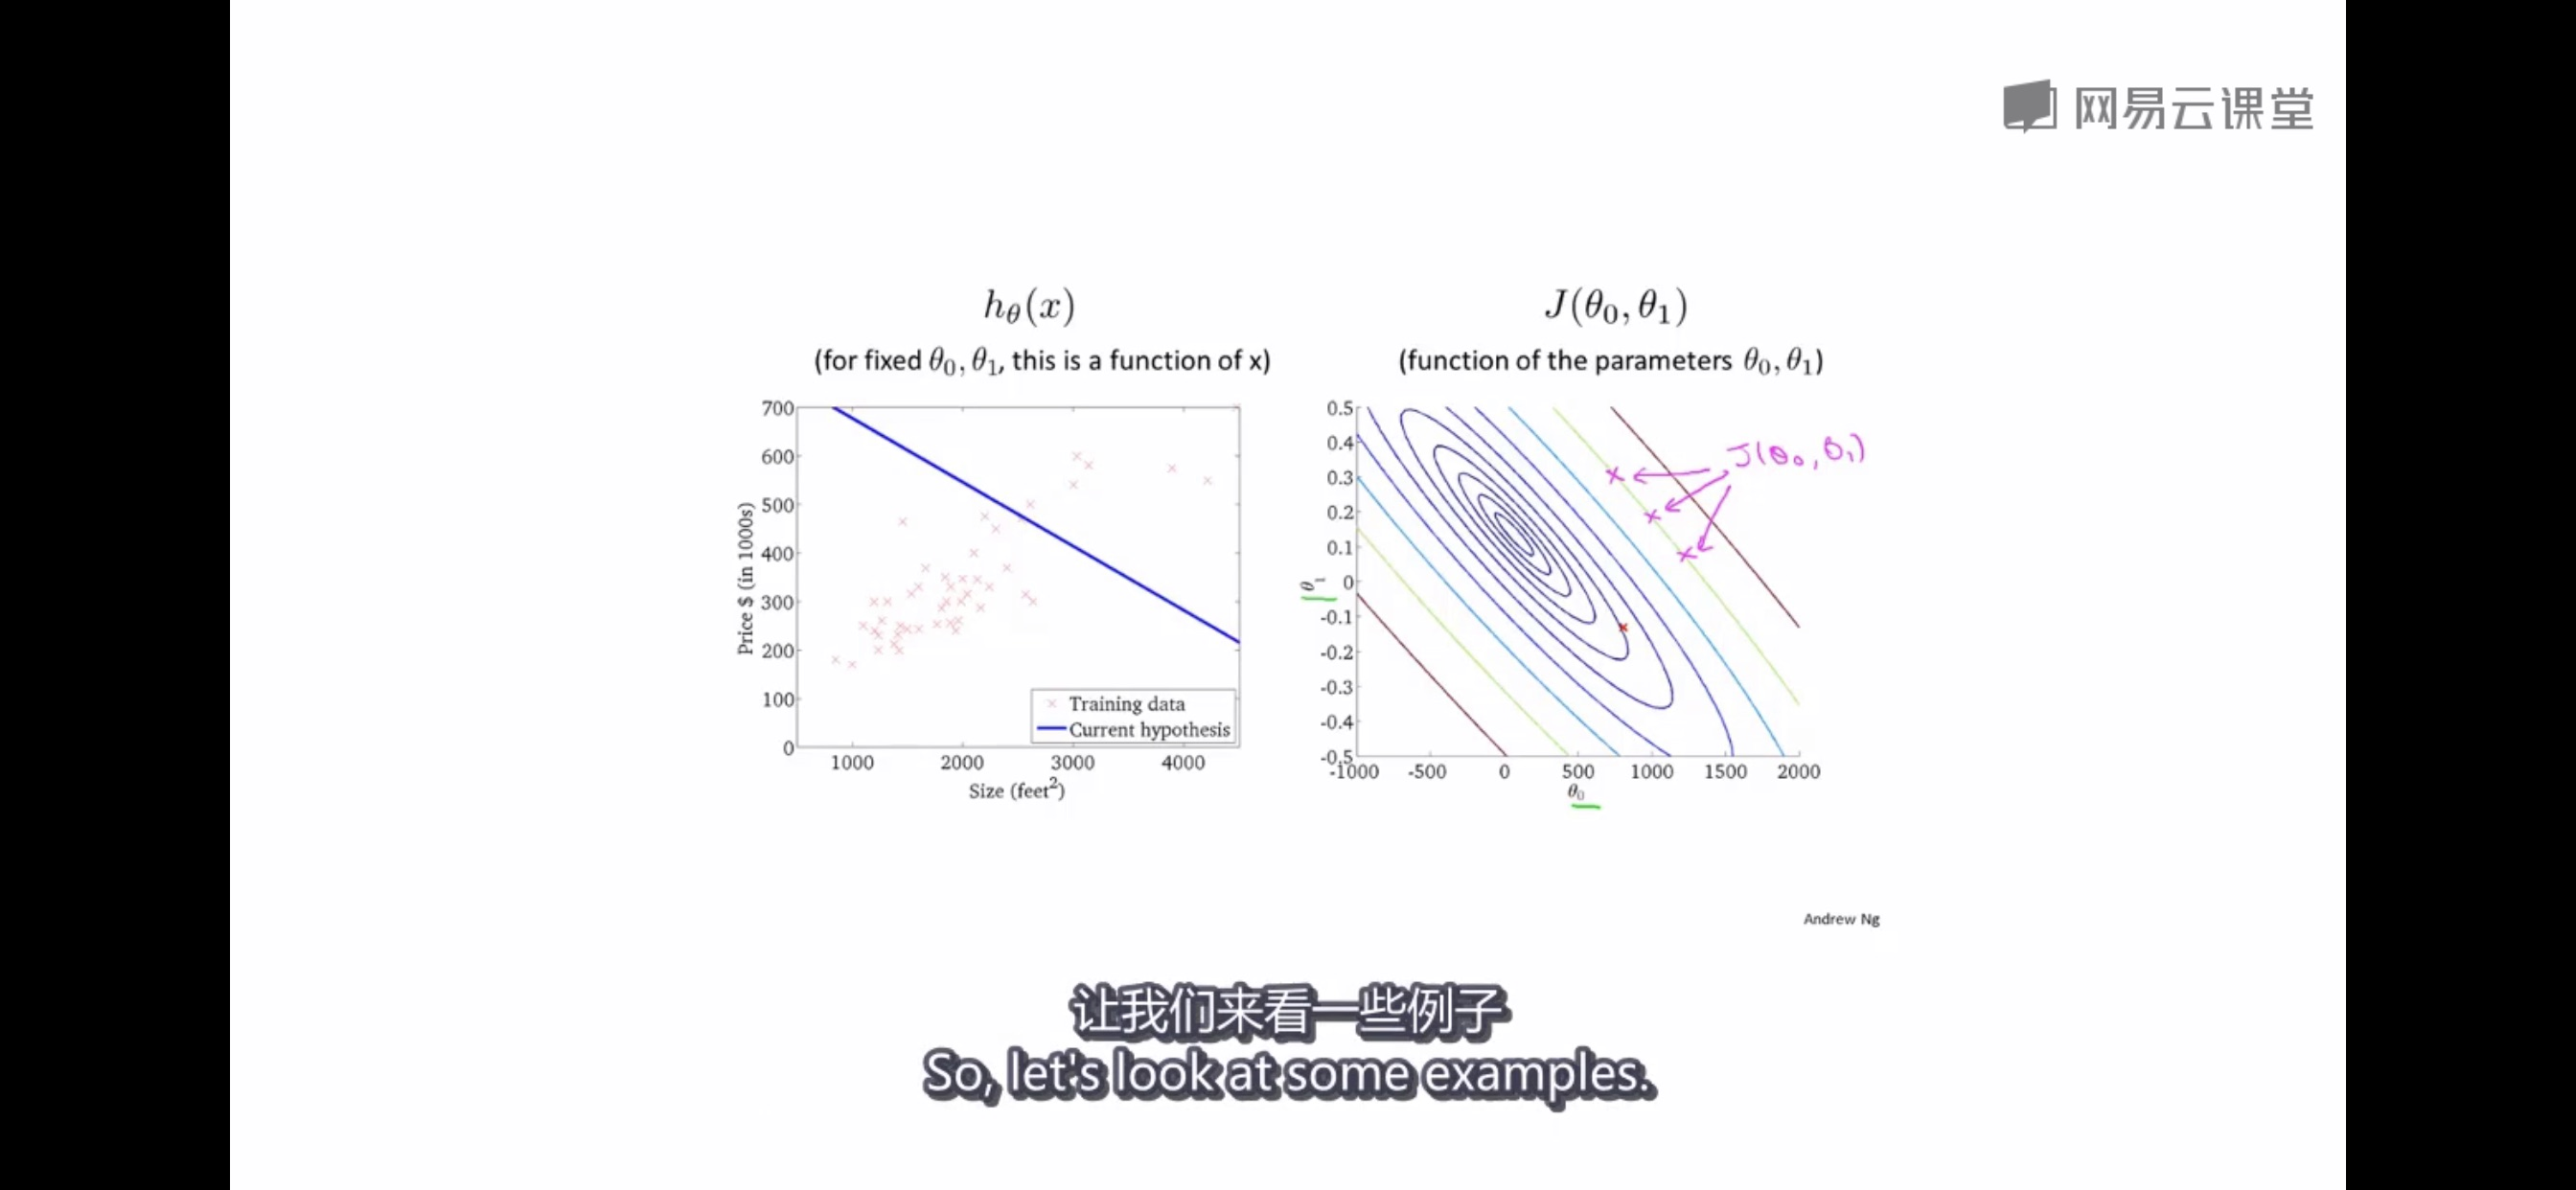 网易云课堂
hθ(x)
(for fixed θ0, θ1, this is a function of x)
700
600
500
400
300
200
100
0
Price $ (in 1000s)
1000 2000 3000 4000
Size (feet2)
Training data
Current hypothesis
J(θ0, θ1)
(function of the parameters θ0, θ1)
0.5
0.4
0.3
0.2
0.1
0
-0.1
-0.2
-0.3
-0.4
-0.5
θ1
-1000 -500 0 500 1000 1500 2000
θ0
J(θ0, θ1)
Andrew Ng
让我们来看一些例子
So, let's look at some examples.